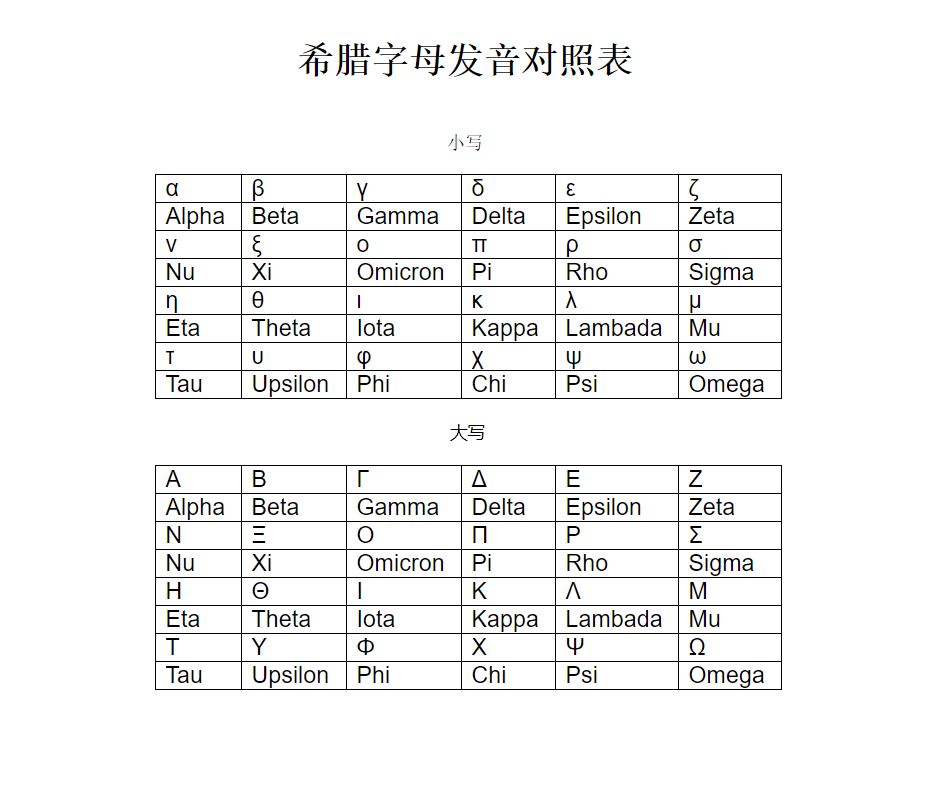 希腊字母发音对照表
小写
α β γ δ ε ζ
Alpha Beta Gamma Delta Epsilon Zeta
ν ξ ο π ρ σ
Nu Xi Omicron Pi Rho Sigma
η θ ι κ λ μ
Eta Theta Iota Kappa Lambada Mu
τ υ φ χ ψ ω
Tau Upsilon Phi Chi Psi Omega
大写
Α Β Γ Δ Ε Ζ
Alpha Beta Gamma Delta Epsilon Zeta
Ν Ξ Ο Π Ρ Σ
Nu Xi Omicron Pi Rho Sigma
Η Θ Ι Κ Λ Μ
Eta Theta Iota Kappa Lambada Mu
Τ Υ Φ Χ Ψ Ω
Tau Upsilon Phi Chi Psi Omega